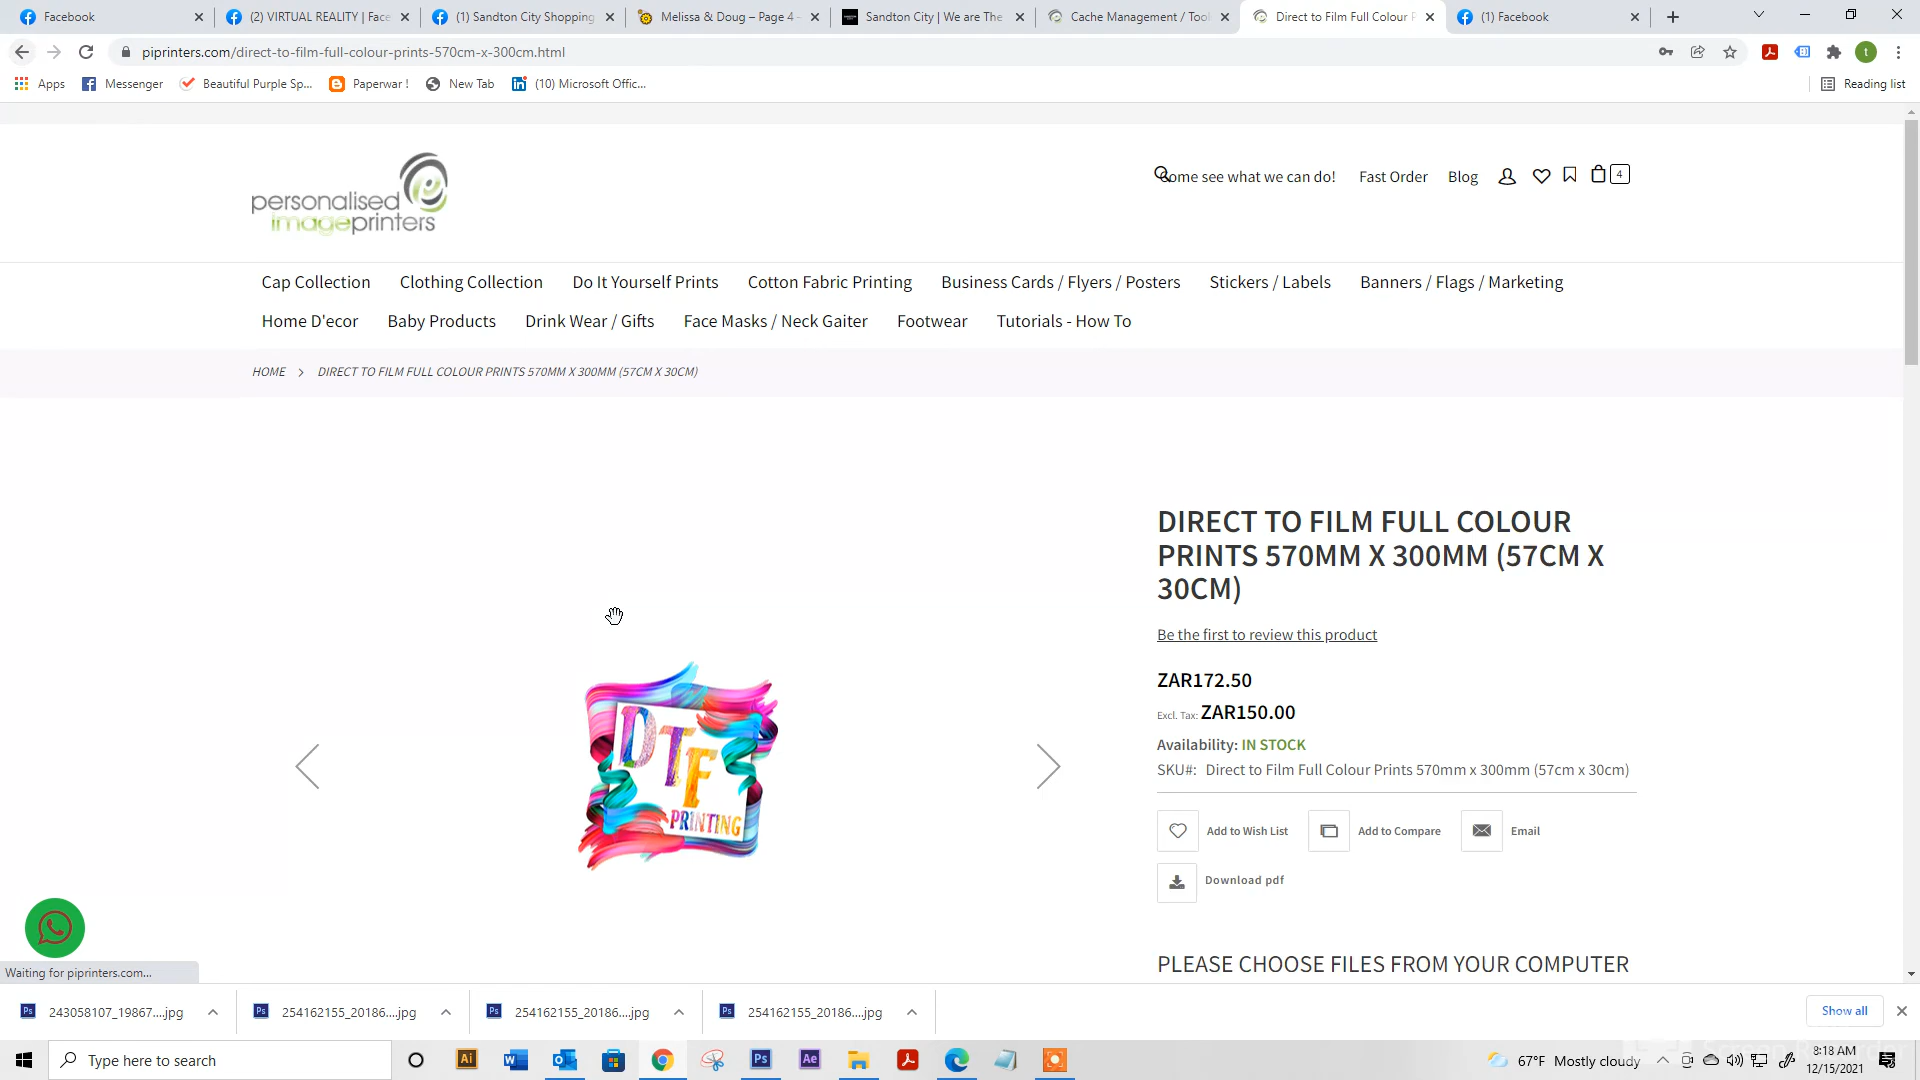 Facebook
(2) VIRTUAL REALITY | Face
(1) Sandton City Shopping
Melissa & Doug – Page 4 -
Sandton City | We are The
Cache Management / Tool
Direct to Film Full Colour P
(1) Facebook
piprinters.com/direct-to-film-full-colour-prints-570cm-x-300cm.html
Apps
Messenger
Beautiful Purple Sp...
Paperwar !
New Tab
(10) Microsoft Offic...
Reading list
personalised
imageprinters
ome see what we can do!
Fast Order
Blog
4
Cap Collection
Clothing Collection
Do It Yourself Prints
Cotton Fabric Printing
Business Cards / Flyers / Posters
Stickers / Labels
Banners / Flags / Marketing
Home D'ecor
Baby Products
Drink Wear / Gifts
Face Masks / Neck Gaiter
Footwear
Tutorials - How To
HOME > DIRECT TO FILM FULL COLOUR PRINTS 570MM X 300MM (57CM X 30CM)
DTF
PRINTING
DIRECT TO FILM FULL COLOUR
PRINTS 570MM X 300MM (57CM X
30CM)
Be the first to review this product
ZAR172.50
Excl. Tax: ZAR150.00
Availability: IN STOCK
SKU#: Direct to Film Full Colour Prints 570mm x 300mm (57cm x 30cm)
Add to Wish List
Add to Compare
Email
Download pdf
PLEASE CHOOSE FILES FROM YOUR COMPUTER
Waiting for piprinters.com...
243058107_19867....jpg
254162155_20186....jpg
254162155_20186....jpg
254162155_20186....jpg
Show all
Type here to search
67°F Mostly cloudy
8:18 AM
12/15/2021